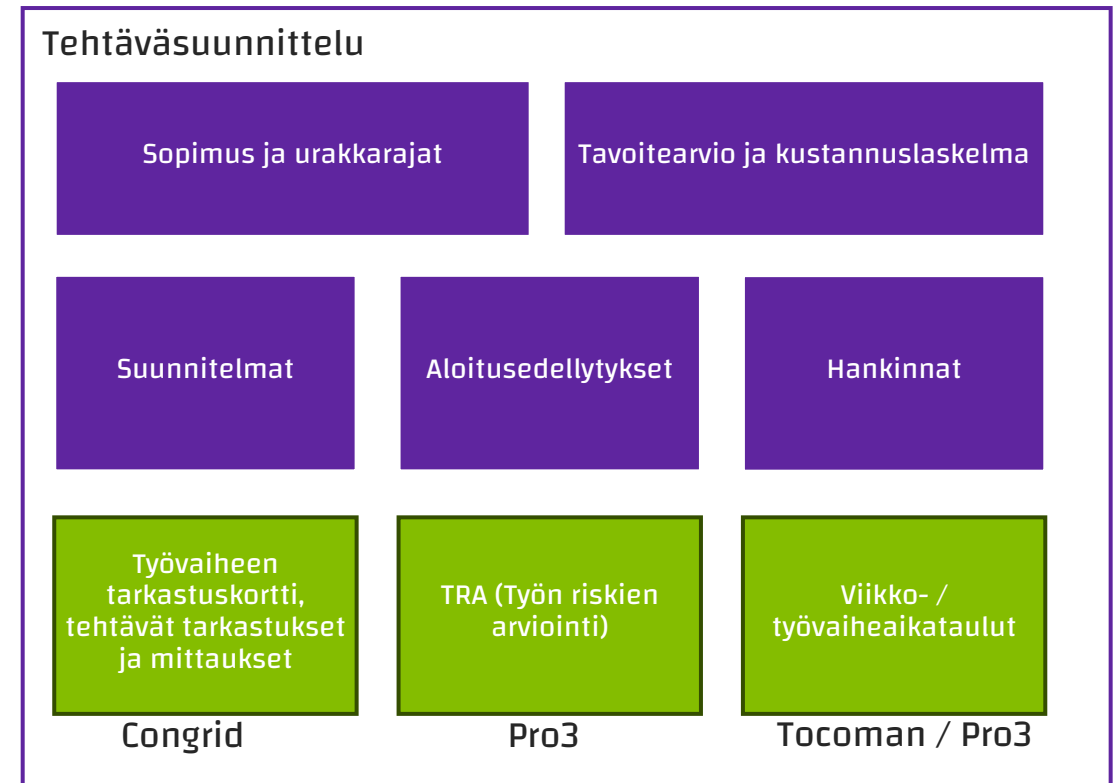 Tehtäväsuunnittelu
Sopimus ja urakkarajat
Tavoitearvio ja kustannuslaskelma
Suunnitelmat
Aloitusedellytykset
Hankinnat
Työvaiheen
tarkastuskortti,
tehtävät tarkastukset
ja mittaukset
TRA (Työn riskien
arviointi)
Viikko- /
työvaiheaikataulut
Congrid
Pro3
Tocoman / Pro3